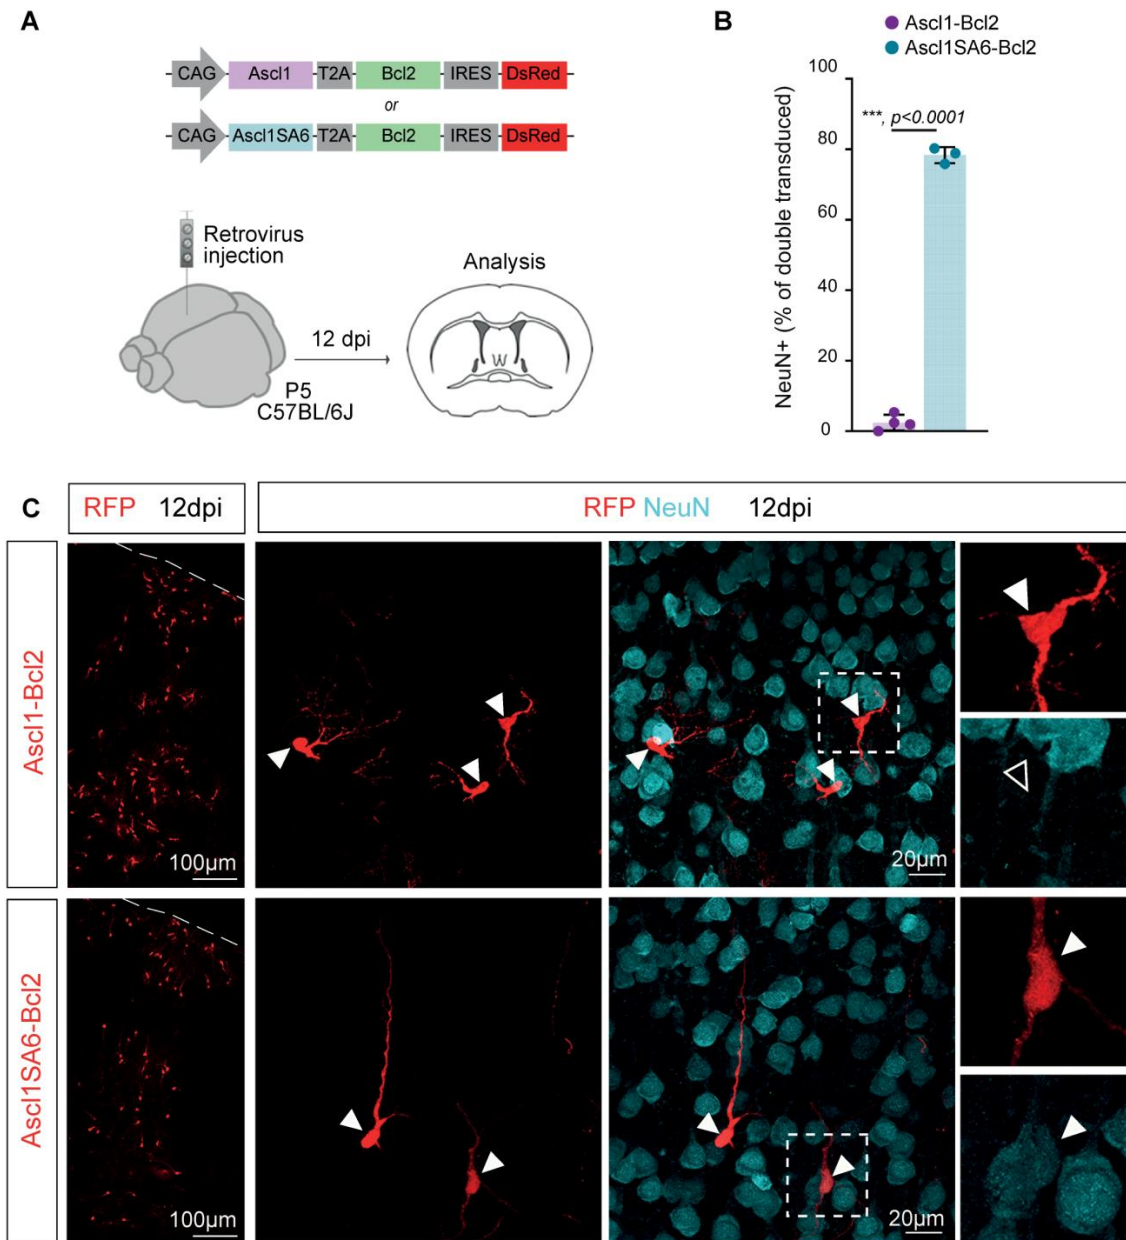 A
CAG Ascl1 T2A Bcl2 IRES DsRed
or
CAG Ascl1SA6 T2A Bcl2 IRES DsRed
Retrovirus
injection
Analysis
12 dpi
P5
C57BL/6J
B
Ascl1-Bcl2
Ascl1SA6-Bcl2
NeuN+ (% of double transduced)
100
80
60
40
20
0
***, p<0.0001
C
RFP 12dpi
RFP NeuN 12dpi
Ascl1-Bcl2
100µm
20µm
Ascl1SA6-Bcl2
100µm
20µm